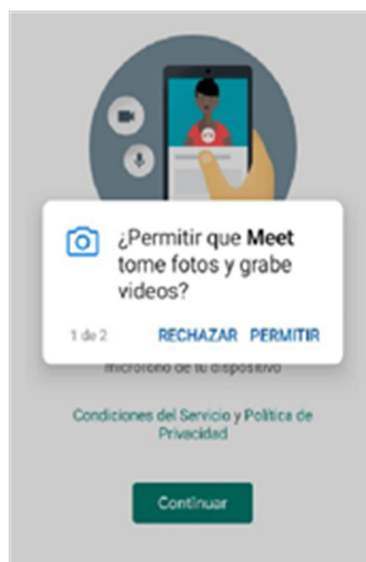 ¿Permitir que Meet
tome fotos y grabe
videos?
1 de 2 RECHAZAR PERMITIR
micrófono de tu dispositivo
Condiciones del Servicio y Política de
Privacidad
Continuar